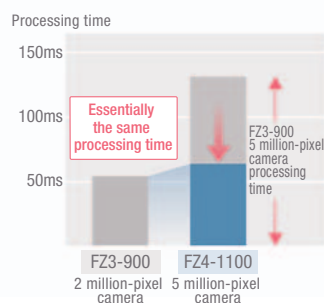 Processing time
150ms
100ms
50ms
Essentially
the same
processing time
FZ3-900
5 million-pixel
camera
processing
time
FZ3-900
2 million-pixel
camera
FZ4-1100
5 million-pixel
camera